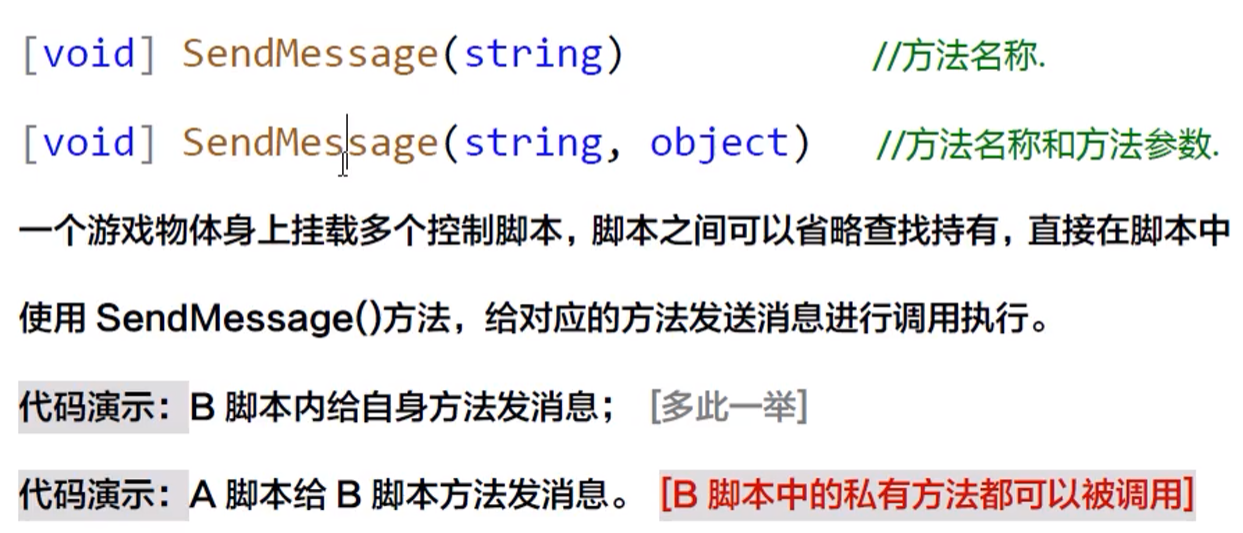 [void] SendMessage(string) //方法名称.
[void] SendMessage(string, object) //方法名称和方法参数.
一个游戏物体身上挂载多个控制脚本，脚本之间可以省略查找持有，直接在脚本中
使用 SendMessage()方法，给对应的方法发送消息进行调用执行。
代码演示：B 脚本内给自身方法发消息； [多此一举]
代码演示：A 脚本给 B 脚本方法发消息。 [B 脚本中的私有方法都可以被调用]